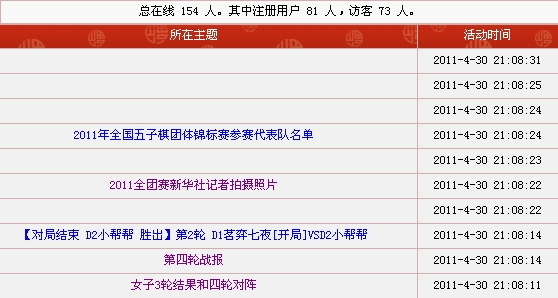 总在线 154 人。其中注册用户 81 人，访客 73 人。
所在主题 活动时间
2011-4-30 21:08:31
2011-4-30 21:08:25
2011-4-30 21:08:24
2011年全国五子棋团体锦标赛参赛代表队名单 2011-4-30 21:08:24
2011-4-30 21:08:23
2011全团赛新华社记者拍摄照片 2011-4-30 21:08:22
2011-4-30 21:08:22
【对局结束 D2小帮帮 胜出】第2轮 D1茗弈七夜[开局]VSD2小帮帮 2011-4-30 21:08:14
第四轮战报 2011-4-30 21:08:14
女子3轮结果和四轮对阵 2011-4-30 21:08:11